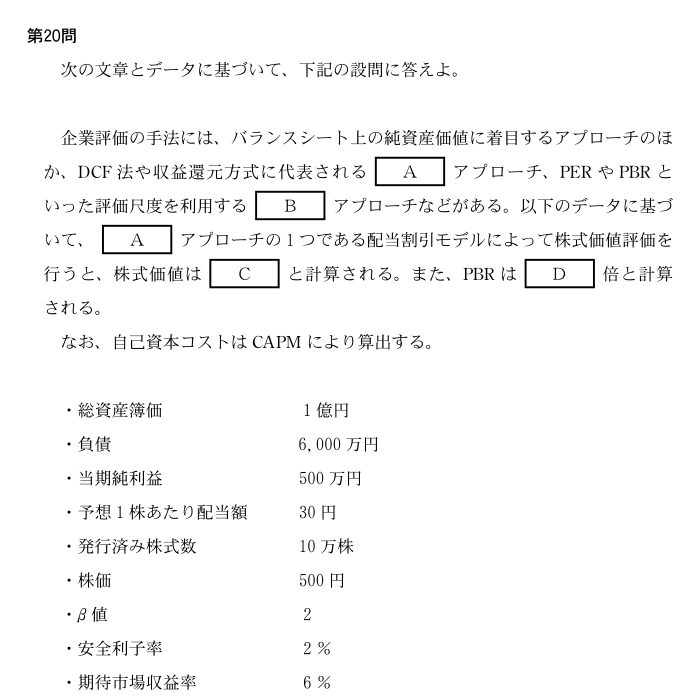 第20問
次の文章とデータに基づいて、下記の設問に答えよ。
企業評価の手法には、バランスシート上の純資産価値に着目するアプローチのほ
か、DCF 法や収益還元方式に代表される A アプローチ、PER や PBR と
いった評価尺度を利用する B アプローチなどがある。以下のデータに基づ
いて、 A アプローチの1つである配当割引モデルによって株式価値評価を
行うと、株式価値は C と計算される。また、PBR は D 倍と計算
される。
なお、自己資本コストは CAPM により算出する。
・総資産簿価 1 億円
・負債 6,000 万円
・当期純利益 500 万円
・予想1株あたり配当額 30 円
・発行済み株式数 10 万株
・株価 500 円
・β 値 2
・安全利子率 2 %
・期待市場収益率 6 %